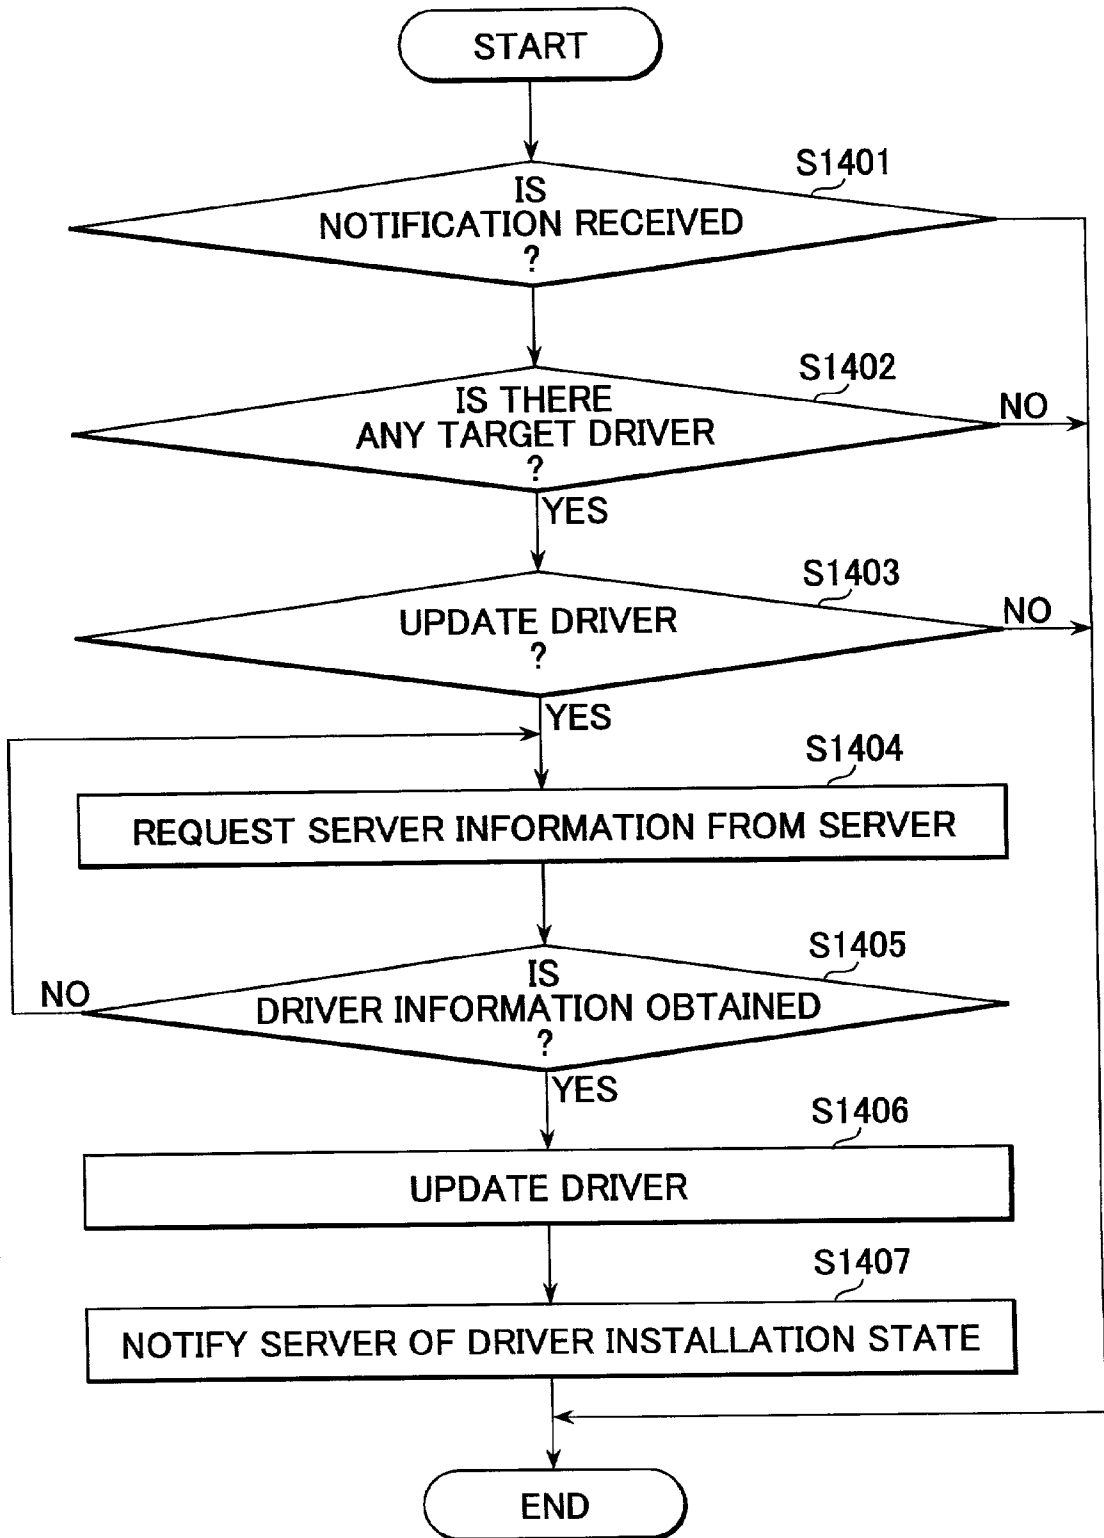 START
S1401
IS
NOTIFICATION RECEIVED
?
S1402
IS THERE
ANY TARGET DRIVER
?
NO
YES
S1403
UPDATE DRIVER
?
NO
YES
S1404
REQUEST SERVER INFORMATION FROM SERVER
S1405
IS
DRIVER INFORMATION OBTAINED
?
NO
YES
S1406
UPDATE DRIVER
S1407
NOTIFY SERVER OF DRIVER INSTALLATION STATE
END